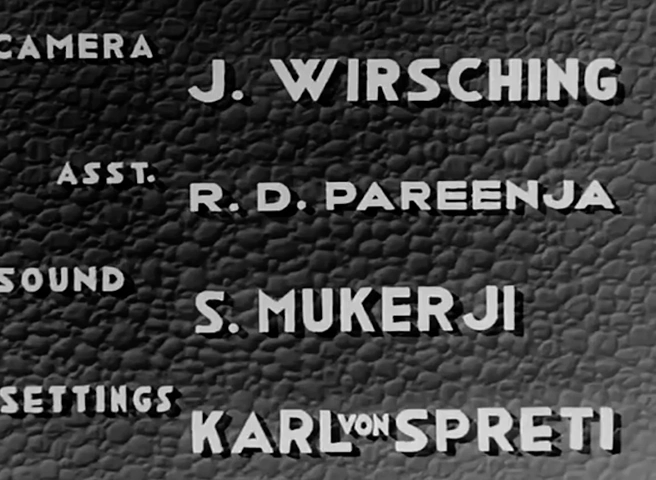 CAMERA J. WIRSCHING
ASST. R. D. PAREENJA
SOUND S. MUKERJI
SETTINGS KARL VON SPRETI